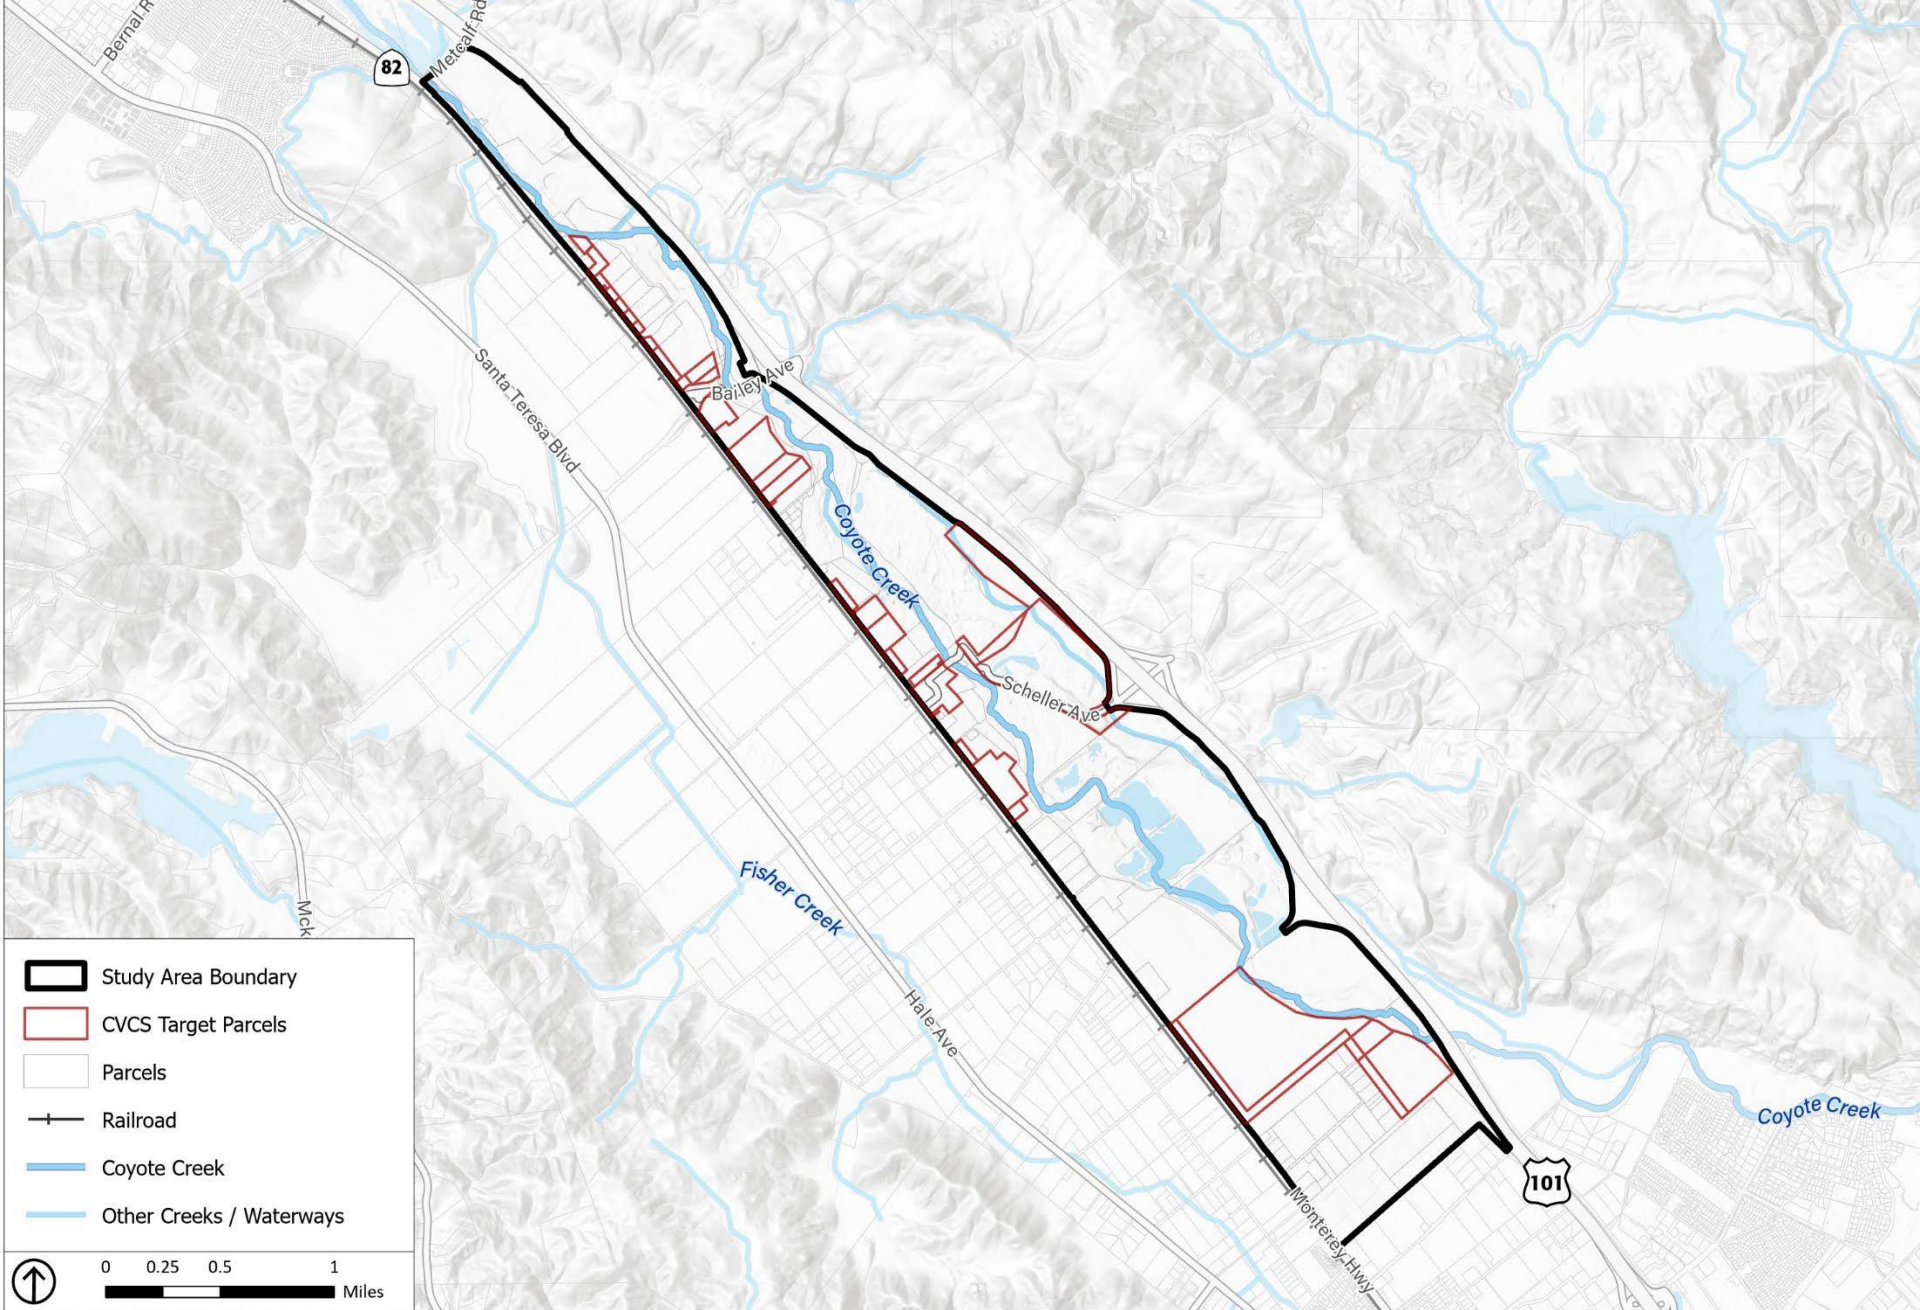 Bernal R
Metcalf Rd
82
Santa Teresa Blvd
Bailey Ave
Coyote Creek
Scheller Ave
Fisher Creek
Hale Ave
Mck
Coyote Creek
101
Monterey Hwy
Study Area Boundary
CVCS Target Parcels
Parcels
Railroad
Coyote Creek
Other Creeks / Waterways
0 0.25 0.5 1
Miles